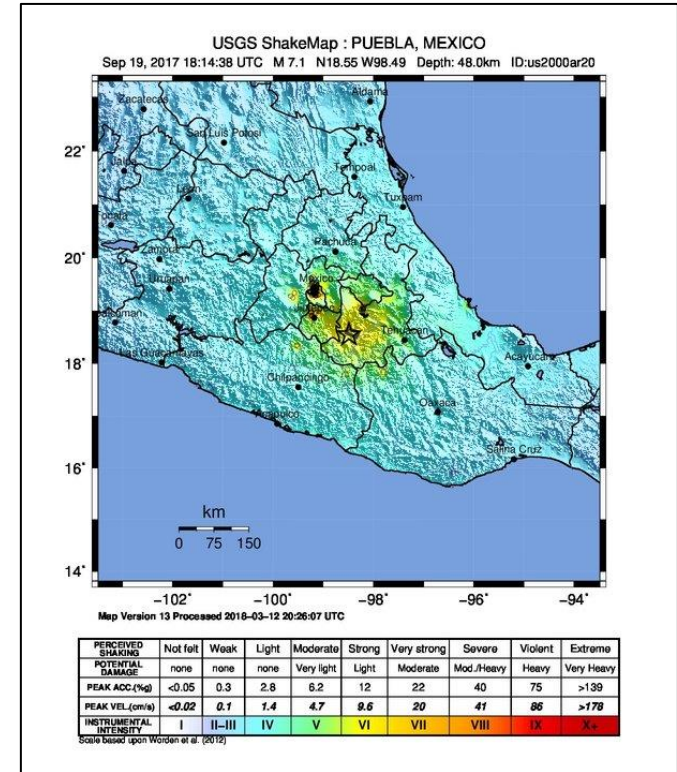 USGS ShakeMap : PUEBLA, MEXICO
Sep 19, 2017 18:14:38 UTC M 7.1 N18.55 W98.49 Depth: 48.0km ID:us2000ar20
Aldama
Zacatecas
San Luis Potosi
22˚
Jalpa
Tempoal
Leon
Tuxpam
Tocatla
Pachuca
20˚
Zamora
Uruapan
Mexico
Tehuacan
18˚
Las Guacamayas
Acayucan
Chilpancingo
Oaxaca
Acapulco
Salina Cruz
16˚
km
0 75 150
14˚
−102˚ −100˚ −98˚ −96˚ −94˚
Map Version 13 Processed 2018−03−12 20:26:07 UTC
PERCEIVED SHAKING Not felt Weak Light Moderate Strong Very strong Severe Violent Extreme
POTENTIAL DAMAGE none none none Very light Light Moderate Mod./Heavy Heavy Very Heavy
PEAK ACC.(%g) <0.05 0.3 2.8 6.2 12 22 40 75 >139
PEAK VEL.(cm/s) <0.02 0.1 1.4 4.7 9.6 20 41 86 >178
INSTRUMENTAL INTENSITY I II−III IV V VI VII VIII IX X+
Scale based upon Worden et al. (2012)